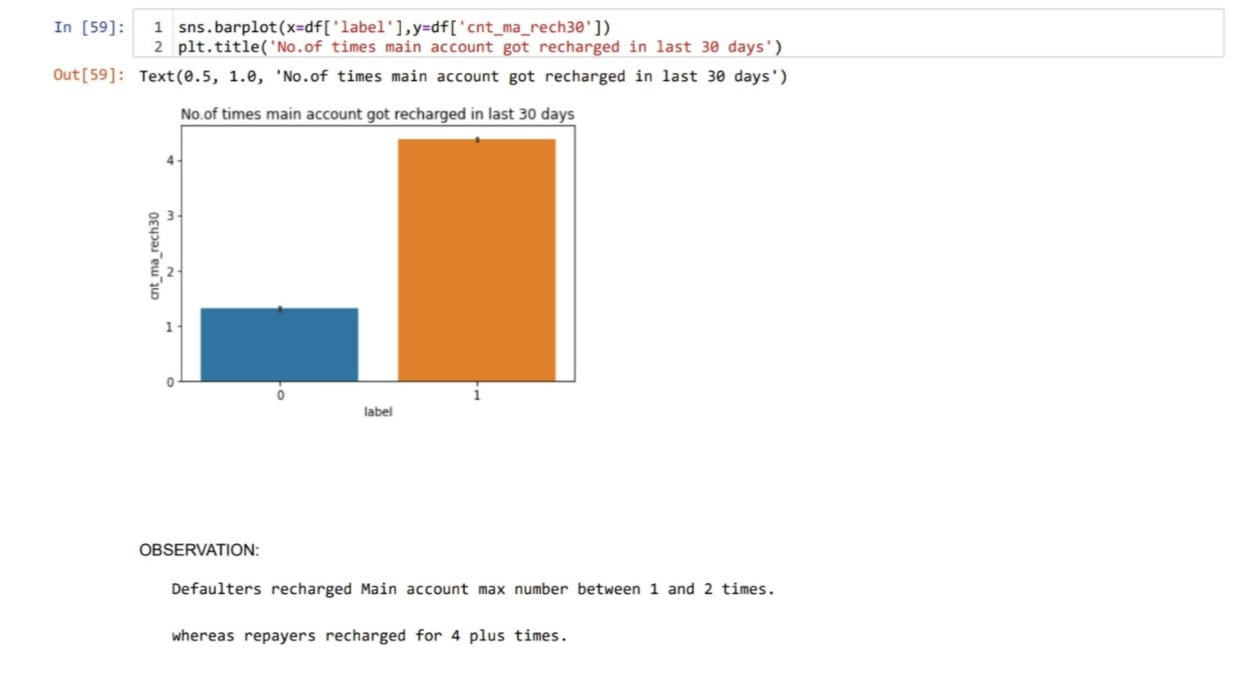 In [59]:
1 sns.barplot(x=df['label'],y=df['cnt_ma_rech30'])
2 plt.title('No.of times main account got recharged in last 30 days')
Out[59]: Text(0.5, 1.0, 'No.of times main account got recharged in last 30 days')
No.of times main account got recharged in last 30 days
cnt_ma_rech30
4
3
2
1
0
0 1
label
OBSERVATION:
Defaulters recharged Main account max number between 1 and 2 times.
whereas repayers recharged for 4 plus times.